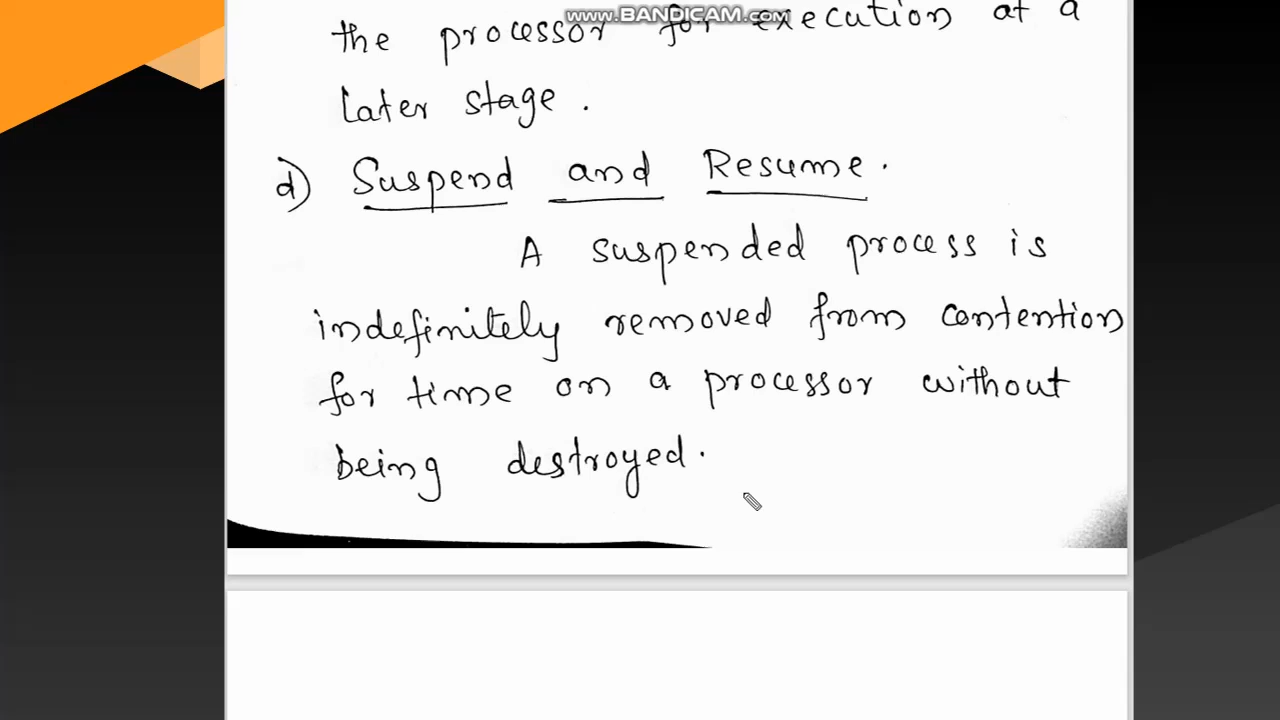 www.BANDICAM.com
the processor for execution at a
later stage.
d) Suspend and Resume.
A suspended process is
indefinitely removed from contention
for time on a processor without
being destroyed.